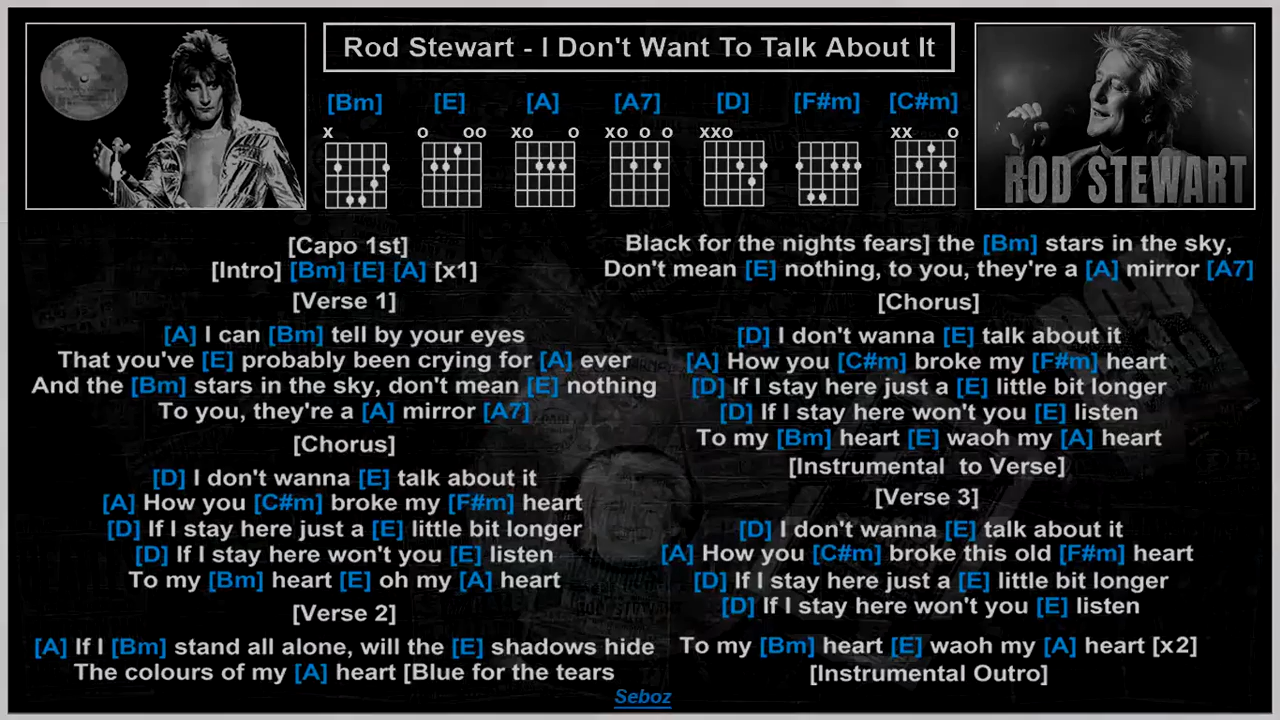 Rod Stewart - I Don't Want To Talk About It
[Bm] [E] [A] [A7] [D] [F#m] [C#m]
x o oo xo o xo o o xxo xx o
ROD STEWART
[Capo 1st]
[Intro] [Bm] [E] [A] [x1]
[Verse 1]
[A] I can [Bm] tell by your eyes
That you've [E] probably been crying for [A] ever
And the [Bm] stars in the sky, don't mean [E] nothing
To you, they're a [A] mirror [A7]
[Chorus]
[D] I don't wanna [E] talk about it
[A] How you [C#m] broke my [F#m] heart
[D] If I stay here just a [E] little bit longer
[D] If I stay here won't you [E] listen
To my [Bm] heart [E] oh my [A] heart
[Verse 2]
[A] If I [Bm] stand all alone, will the [E] shadows hide
The colours of my [A] heart [Blue for the tears
Black for the nights fears] the [Bm] stars in the sky,
Don't mean [E] nothing, to you, they're a [A] mirror [A7]
[Chorus]
[D] I don't wanna [E] talk about it
[A] How you [C#m] broke my [F#m] heart
[D] If I stay here just a [E] little bit longer
[D] If I stay here won't you [E] listen
To my [Bm] heart [E] waoh my [A] heart
[Instrumental  to Verse]
[Verse 3]
[D] I don't wanna [E] talk about it
[A] How you [C#m] broke this old [F#m] heart
[D] If I stay here just a [E] little bit longer
[D] If I stay here won't you [E] listen
To my [Bm] heart [E] waoh my [A] heart [x2]
[Instrumental Outro]
Seboz